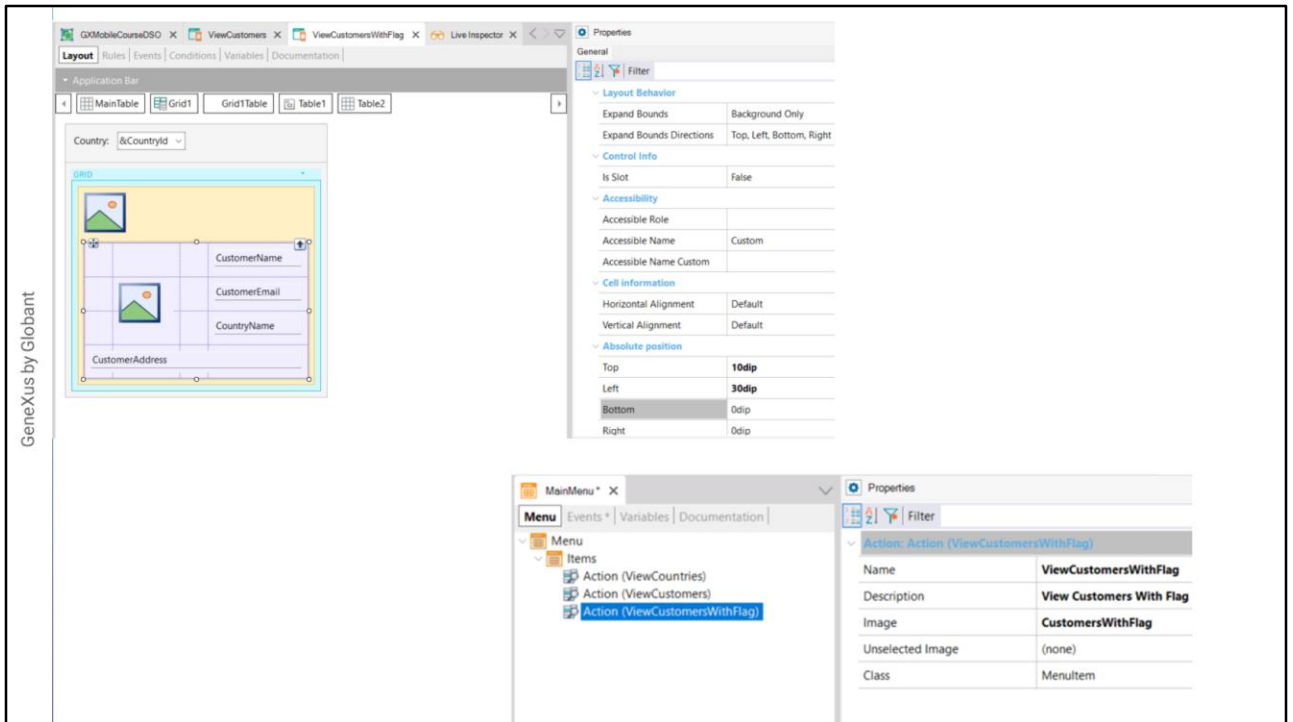 GeneXus by Globant
GXMobileCourseDSO X ViewCustomers X ViewCustomersWithFlag X Live Inspector X
Layout Rules Events Conditions Variables Documentation
Application Bar
MainTable Grid1 Grid1Table Table1 Table2
Country: &CountryId
GRID
CustomerName
CustomerEmail
CountryName
CustomerAddress
Properties
General
Filter
Layout Behavior
Expand Bounds Background Only
Expand Bounds Directions Top, Left, Bottom, Right
Control Info
Is Slot False
Accessibility
Accessible Role
Accessible Name Custom
Accessible Name Custom
Cell information
Horizontal Alignment Default
Vertical Alignment Default
Absolute position
Top 10dip
Left 30dip
Bottom 0dip
Right 0dip
MainMenu* X
Menu Events* Variables Documentation
Menu
Items
Action (ViewCountries)
Action (ViewCustomers)
Action (ViewCustomersWithFlag)
Properties
Filter
Action: Action (ViewCustomersWithFlag)
Name ViewCustomersWithFlag
Description View Customers With Flag
Image CustomersWithFlag
Unselected Image (none)
Class MenuItem